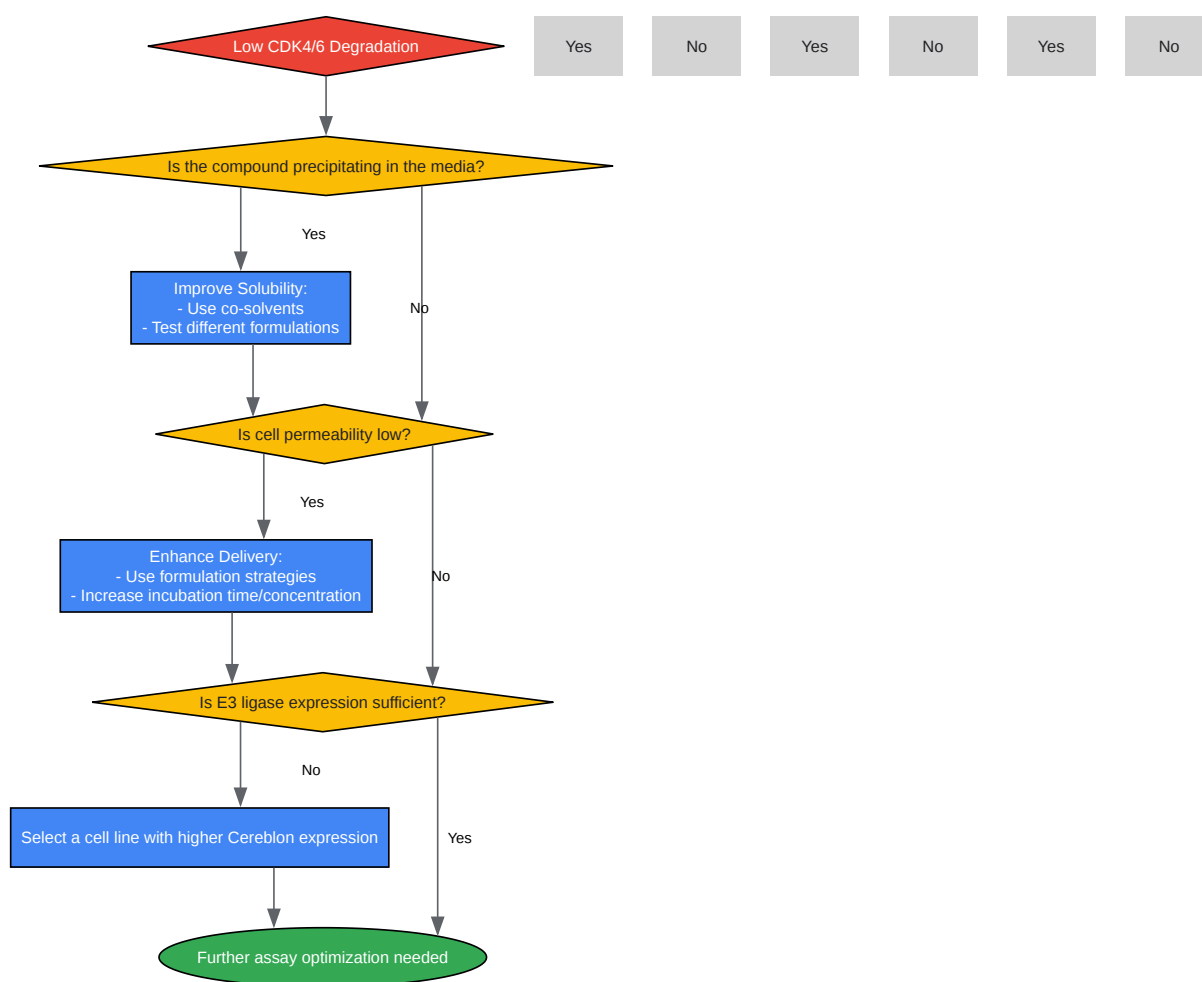 Low CDK4/6 Degradation
Yes
No
Yes
No
Yes
No
Is the compound precipitating in the media?
Yes
Improve Solubility:
- Use co-solvents
- Test different formulations
No
Is cell permeability low?
Yes
Enhance Delivery:
- Use formulation strategies
- Increase incubation time/concentration
No
Is E3 ligase expression sufficient?
No
Select a cell line with higher Cereblon expression
Yes
Further assay optimization needed